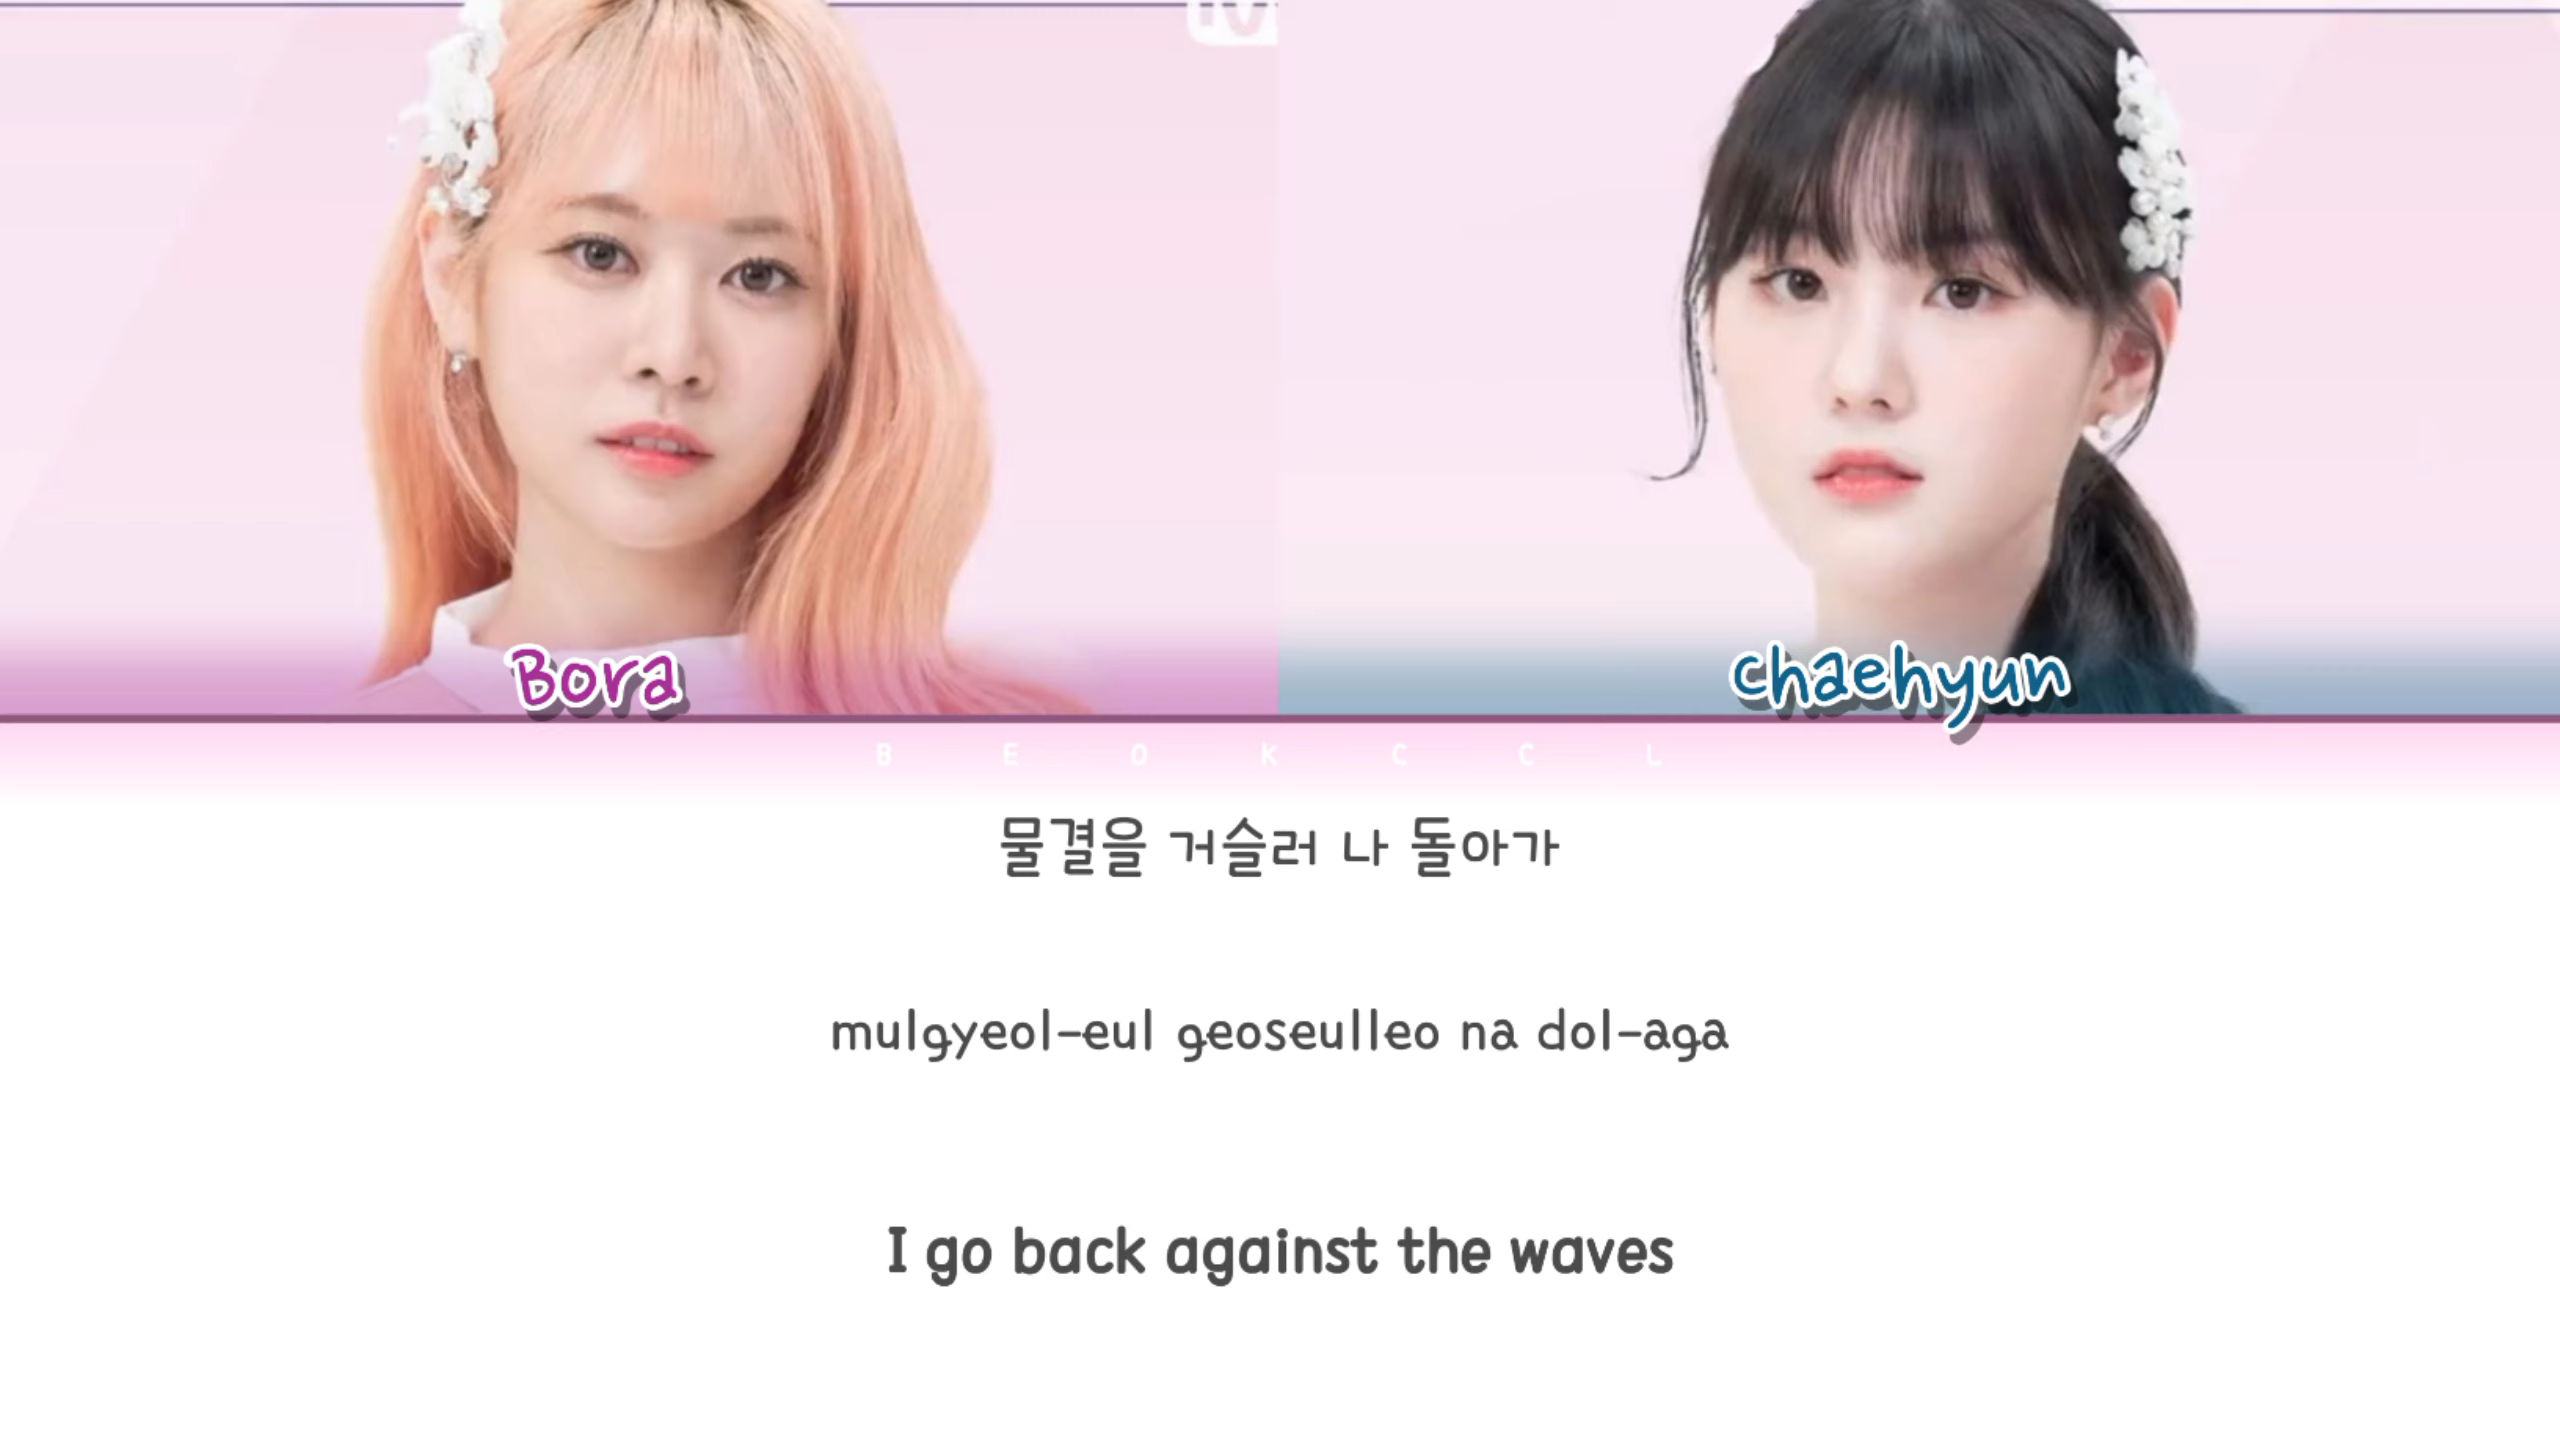 Bora
chaehyun
B E O K C C L
물결을 거슬러 나 돌아가
mulgyeol-eul geoseulleo na dol-aga
I go back against the waves